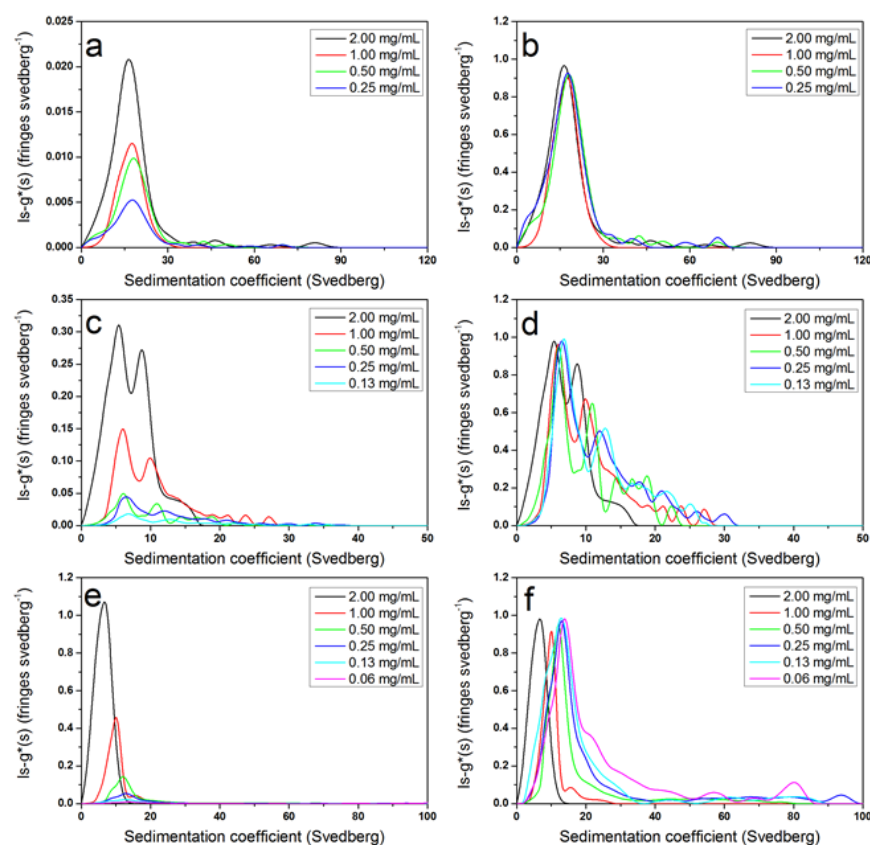 a
2.00 mg/mL
1.00 mg/mL
0.50 mg/mL
0.25 mg/mL
ls-g*(s) (fringes svedberg⁻¹)
0.025
0.020
0.015
0.010
0.005
0.000
0 30 60 90 120
Sedimentation coefficient (Svedberg)
b
2.00 mg/mL
1.00 mg/mL
0.50 mg/mL
0.25 mg/mL
ls-g*(s) (fringes svedberg⁻¹)
1.2
1.0
0.8
0.6
0.4
0.2
0.0
0 30 60 90 120
Sedimentation coefficient (Svedberg)
c
2.00 mg/mL
1.00 mg/mL
0.50 mg/mL
0.25 mg/mL
0.13 mg/mL
ls-g*(s) (fringes svedberg⁻¹)
0.35
0.30
0.25
0.20
0.15
0.10
0.05
0.00
0 10 20 30 40 50
Sedimentation coefficient (Svedberg)
d
2.00 mg/mL
1.00 mg/mL
0.50 mg/mL
0.25 mg/mL
0.13 mg/mL
ls-g*(s) (fringes svedberg⁻¹)
1.2
1.0
0.8
0.6
0.4
0.2
0.0
0 10 20 30 40 50
Sedimentation coefficient (Svedberg)
e
2.00 mg/mL
1.00 mg/mL
0.50 mg/mL
0.25 mg/mL
0.13 mg/mL
0.06 mg/mL
ls-g*(s) (fringes svedberg⁻¹)
1.2
1.0
0.8
0.6
0.4
0.2
0.0
0 20 40 60 80 100
Sedimentation coefficient (Svedberg)
f
2.00 mg/mL
1.00 mg/mL
0.50 mg/mL
0.25 mg/mL
0.13 mg/mL
0.06 mg/mL
ls-g*(s) (fringes svedberg⁻¹)
1.2
1.0
0.8
0.6
0.4
0.2
0.0
0 20 40 60 80 100
Sedimentation coefficient (Svedberg)